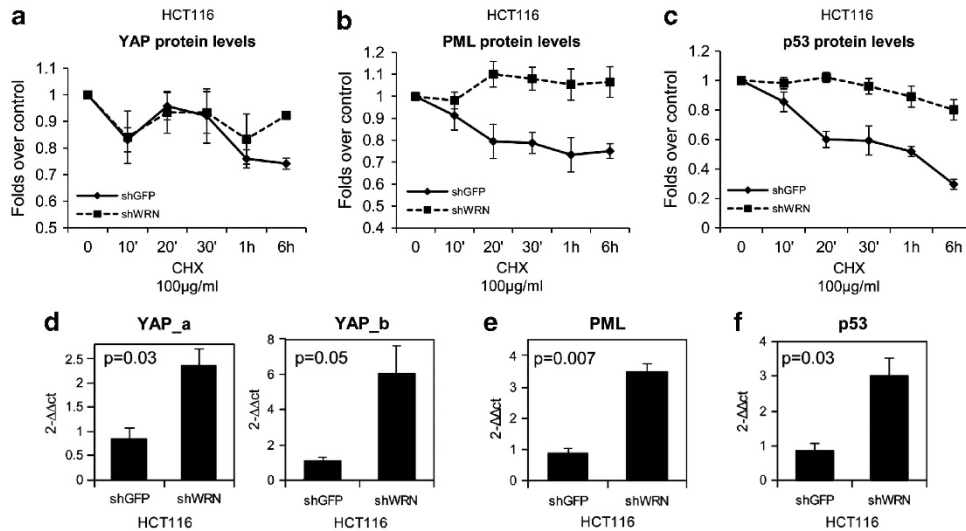 a
HCT116
YAP protein levels
Folds over control
1.1
1
0.9
0.8
0.7
0.6
0.5
shGFP
shWRN
0 10' 20' 30' 1h 6h
CHX
100µg/ml
b
HCT116
PML protein levels
Folds over control
1.2
1.1
1
0.9
0.8
0.7
0.6
0.5
0.4
shGFP
shWRN
0 10' 20' 30' 1h 6h
CHX
100µg/ml
c
HCT116
p53 protein levels
Folds over control
1.2
1
0.8
0.6
0.4
0.2
0
shGFP
shWRN
0 10' 20' 30' 1h 6h
CHX
100µg/ml
d
YAP_a
p=0.03
2-ΔΔct
2.5
2
1.5
1
0.5
0
shGFP shWRN
HCT116
YAP_b
p=0.05
2-ΔΔct
8
6
4
2
0
shGFP shWRN
HCT116
e
PML
p=0.007
2-ΔΔct
4
3
2
1
0
shGFP shWRN
HCT116
f
p53
p=0.03
2-ΔΔct
4
3
2
1
0
shGFP shWRN
HCT116